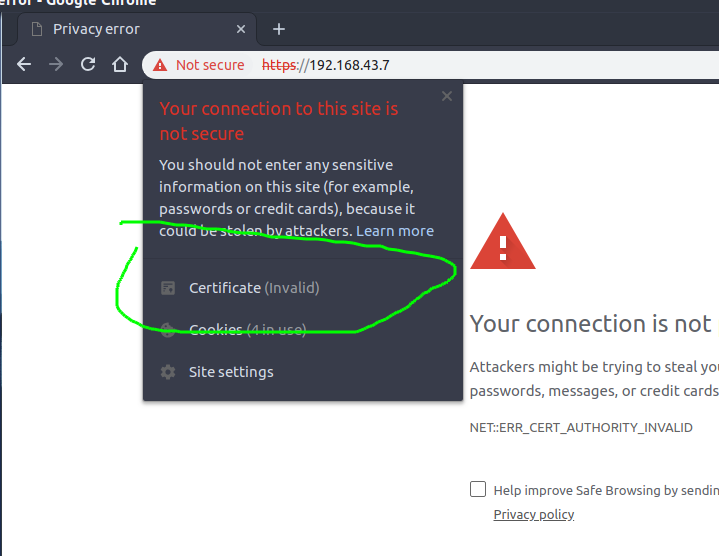 error - Google Chrome
Privacy error
Not secure https://192.168.43.7
Your connection to this site is
not secure
You should not enter any sensitive
information on this site (for example,
passwords or credit cards), because it
could be stolen by attackers. Learn more
Certificate (Invalid)
Cookies (4 in use)
Site settings
Your connection is not
Attackers might be trying to steal you
passwords, messages, or credit cards
NET::ERR_CERT_AUTHORITY_INVALID
Help improve Safe Browsing by sendin
Privacy policy